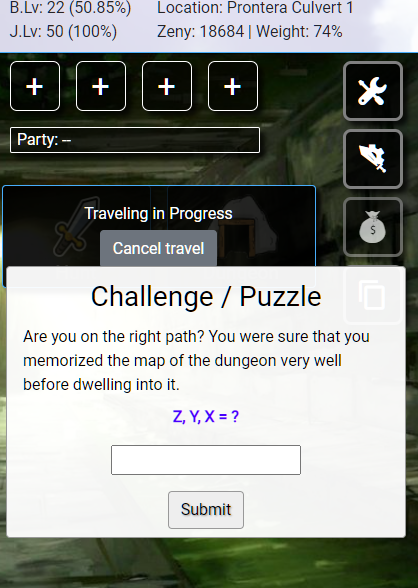 B.Lv: 22 (50.85%) Location: Prontera Culvert 1
J.Lv: 50 (100%) Zeny: 18684 | Weight: 74%
+ + + +
Party: --
Traveling in Progress
Cancel travel
$
Challenge / Puzzle
Are you on the right path? You were sure that you
memorized the map of the dungeon very well
before dwelling into it.
Z, Y, X = ?
Submit